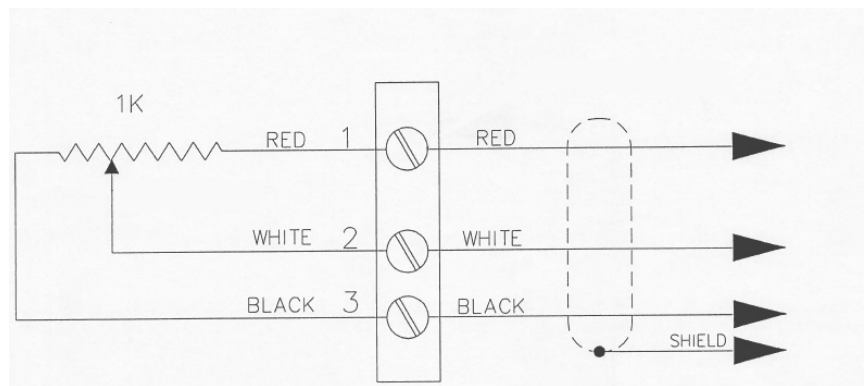 1K
RED 1 RED
WHITE 2 WHITE
BLACK 3 BLACK
SHIELD